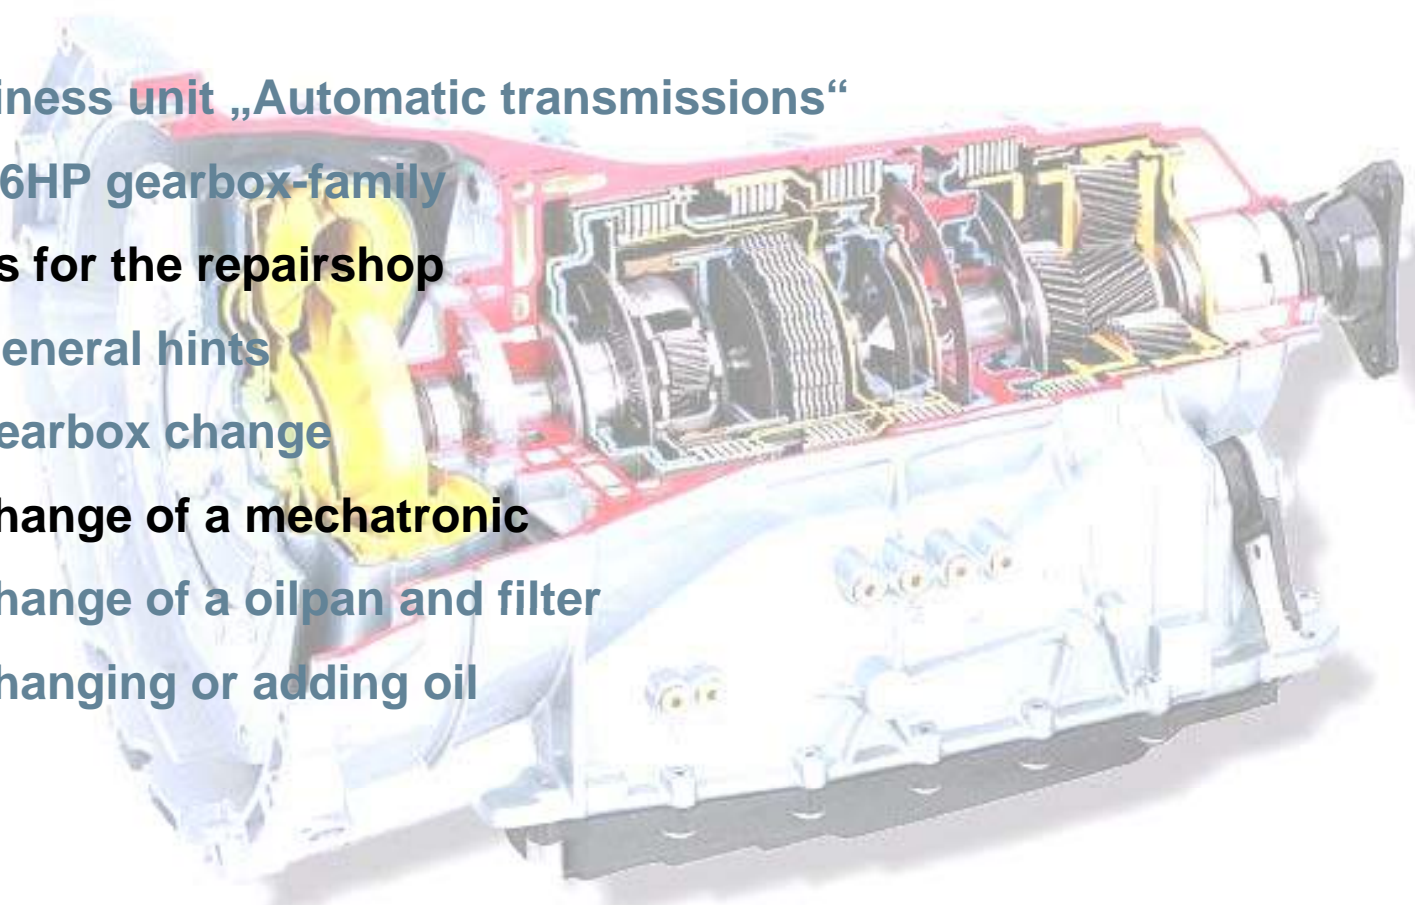 iness unit „Automatic transmissions“
6HP gearbox-family
s for the repairshop
eneral hints
earbox change
hange of a mechatronic
hange of a oilpan and filter
hanging or adding oil